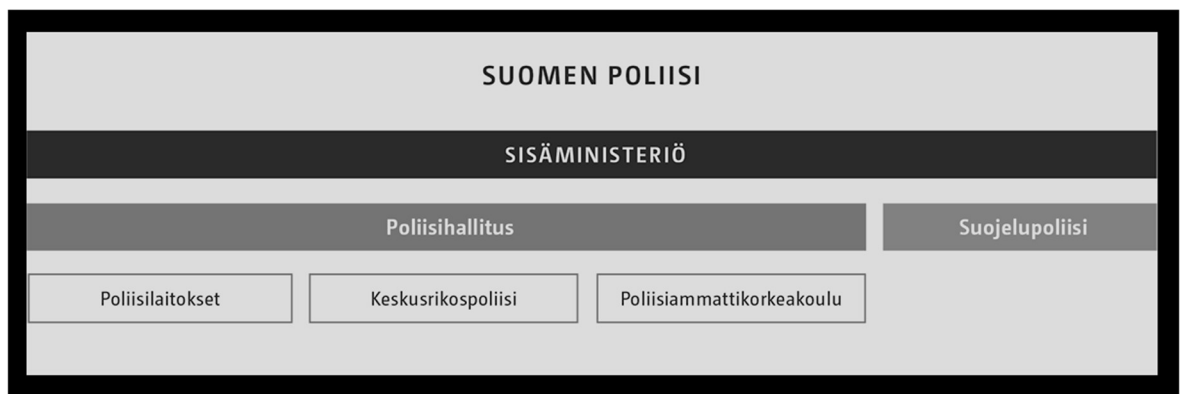 SUOMEN POLIISI
SISÄMINISTERIÖ
Poliisihallitus
Suojelupoliisi
Poliisilaitokset
Keskusrikospoliisi
Poliisiammattikorkeakoulu